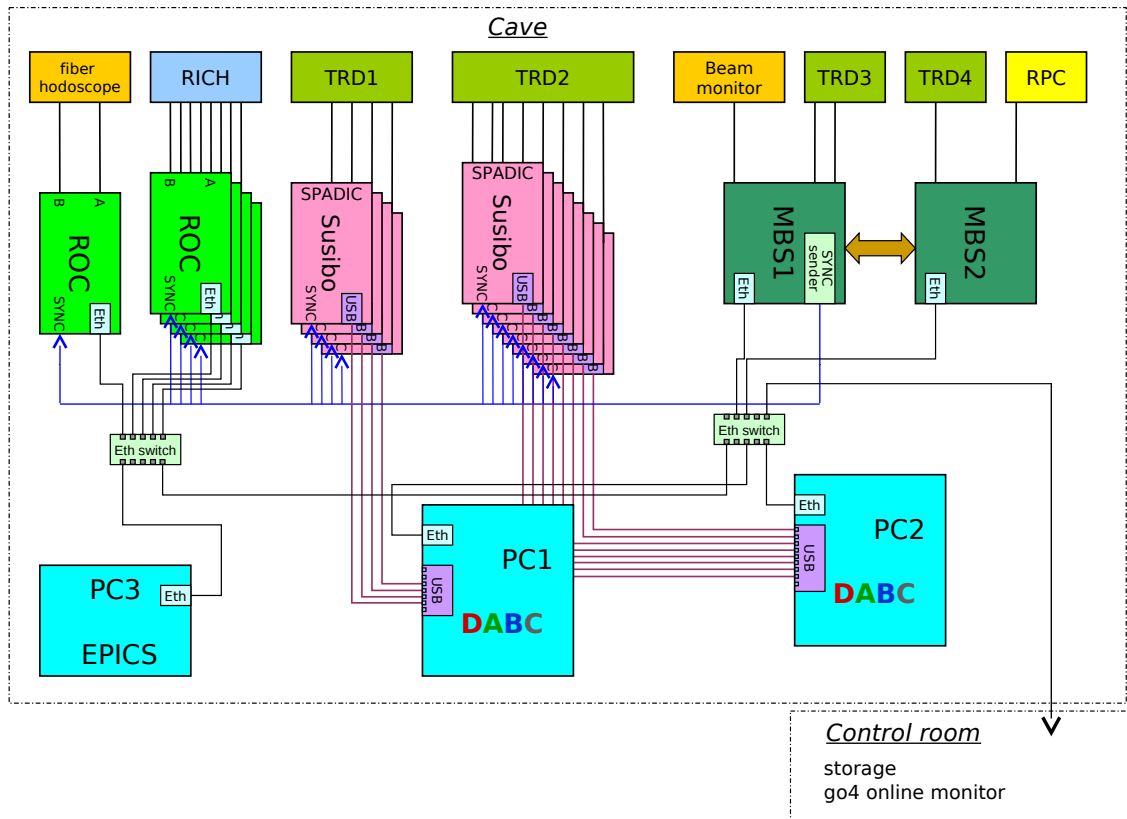 Cave
fiber
hodoscope
RICH
TRD1
TRD2
Beam
monitor
TRD3
TRD4
RPC
B
A
ROC
SYNC
Eth
B
A
ROC
SYNC
C
C
C
Eth
SPADIC
Susibo
SYNC
C
C
C
USB
B
B
B
SPADIC
Susibo
SYNC
C
C
C
C
C
C
C
USB
B
B
B
B
B
B
B
MBS1
Eth
SYNC
sender
MBS2
Eth
Eth switch
Eth switch
Eth
PC1
USB
DABC
Eth
PC2
USB
DABC
PC3
Eth
EPICS
Control room
storage
go4 online monitor